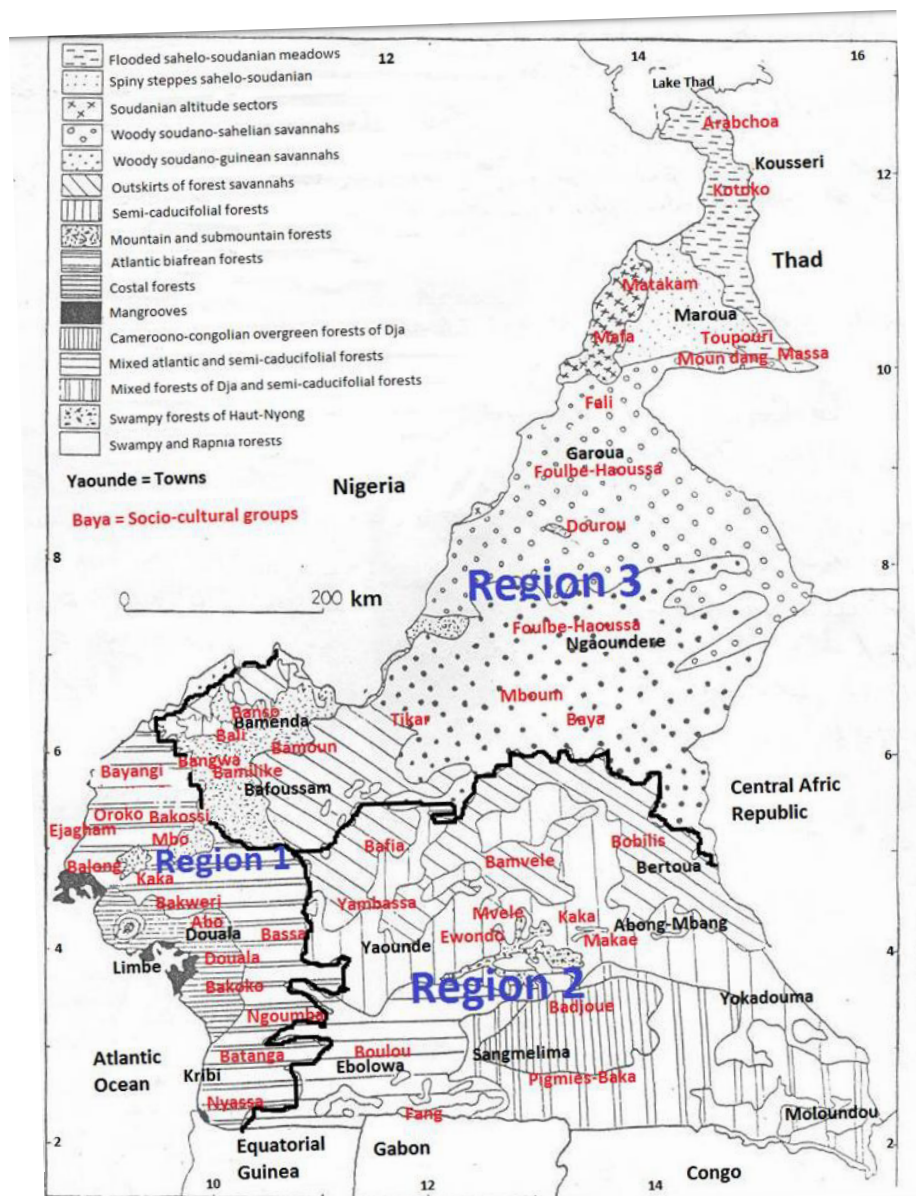 Flooded sahelo-soudanian meadows
Spiny steppes sahelo-soudanian
Soudanian altitude sectors
Woody soudano-sahelian savannahs
Woody soudano-guinean savannahs
Outskirts of forest savannahs
Semi-caducifolial forests
Mountain and submountain forests
Atlantic biafrean forests
Costal forests
Mangrooves
Cameroono-congolian overgreen forests of Dja
Mixed atlantic and semi-caducifolial forests
Mixed forests of Dja and semi-caducifolial forests
Swampy forests of Haut-Nyong
Swampy and Rapnia forests
Yaounde = Towns
Baya = Socio-cultural groups
0 200 km
12 14 16
Lake Thad
Arabchoa
Kousseri
12
Kotoko
Thad
Matakam
Maroua
Mafa
Toupouri
Massa
Moun dang
10
Fali
Garoua
Foulbe-Haoussa
Nigeria
Dourou
8
8
Region 3
Foulbe-Haoussa
Ngaoundere
Mboum
Baya
Tikar
Banso
Bamenda
Bali
Bamoun
6
6
Bangwa
Bayangi
Bamilike
Bafoussam
Central Afric
Republic
Oroko
Bakossi
Ejagham
Mbo
Bafia
Bobilis
Region 1
Bamvele
Balong
Bertoua
Kaka
Bakweri
Yambassa
Abo
Mvele
Kaka
Abong-Mbang
Douala
Bassa
Ewondo
Makae
4
4
Yaounde
Limbe
Douala
Bakoko
Region 2
Yokadouma
Badjoue
Ngoumba
Atlantic
Ocean
Batanga
Boulou
Sangmelima
Kribi
Ebolowa
Pigmies-Baka
Nyassa
Fang
Moloundou
2
2
Equatorial
Guinea
Gabon
Congo
10 12 14